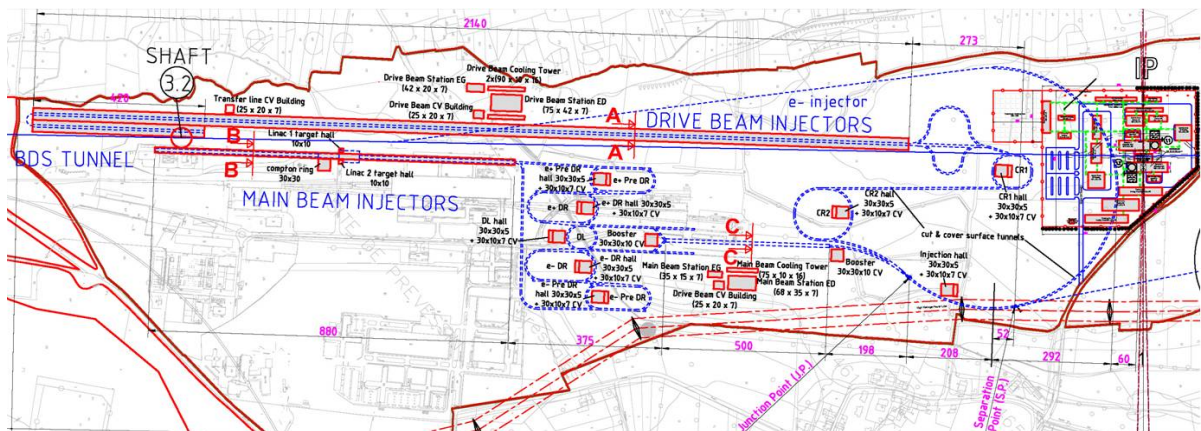 2140
273
SHAFT
3.2
420
IP
Drive Beam Cooling Tower
2x(90 x 10 x 16)
Drive Beam Station EG
(42 x 20 x 7)
Drive Beam Station ED
(75 x 42 x 7)
Drive Beam CV Building
(25 x 20 x 7)
Transfer line CV Building
(25 x 20 x 7)
e- injector
DRIVE BEAM INJECTORS
A
A
B
B
Linac 1 target hall
10x10
BDS TUNNEL
compton ring
30x30
Linac 2 target hall
10x10
MAIN BEAM INJECTORS
e+ Pre DR
hall 30x30x5
+ 30x10x7 CV
e+ Pre DR
e+ DR
e+ DR hall 30x30x5
+ 30x10x7 CV
DL hall
30x30x5
+ 30x10x7 CV
DL
Booster
30x30x10 CV
e- DR
e- DR hall
30x30x5
30x10x7 CV
e- Pre DR
hall 30x30x5
+ 30x10x7 CV
e- Pre DR
C
C
Main Beam Station EG
(35 x 15 x 7)
Main Beam Cooling Tower
(75 x 10 x 16)
Main Beam Station ED
(68 x 35 x 7)
Drive Beam CV Building
(25 x 20 x 7)
CR2 hall
30x30x5
+ 30x10x7 CV
CR2
CR1
CR1 hall
30x30x5
+ 30x10x7 CV
cut & cover surface tunnels
Booster
30x30x10 CV
Injection hall
30x30x5
+ 30x10x7 CV
880
375
500
198
208
52
292
60
Junction Point (J.P.)
Separation
Point (S.P.)